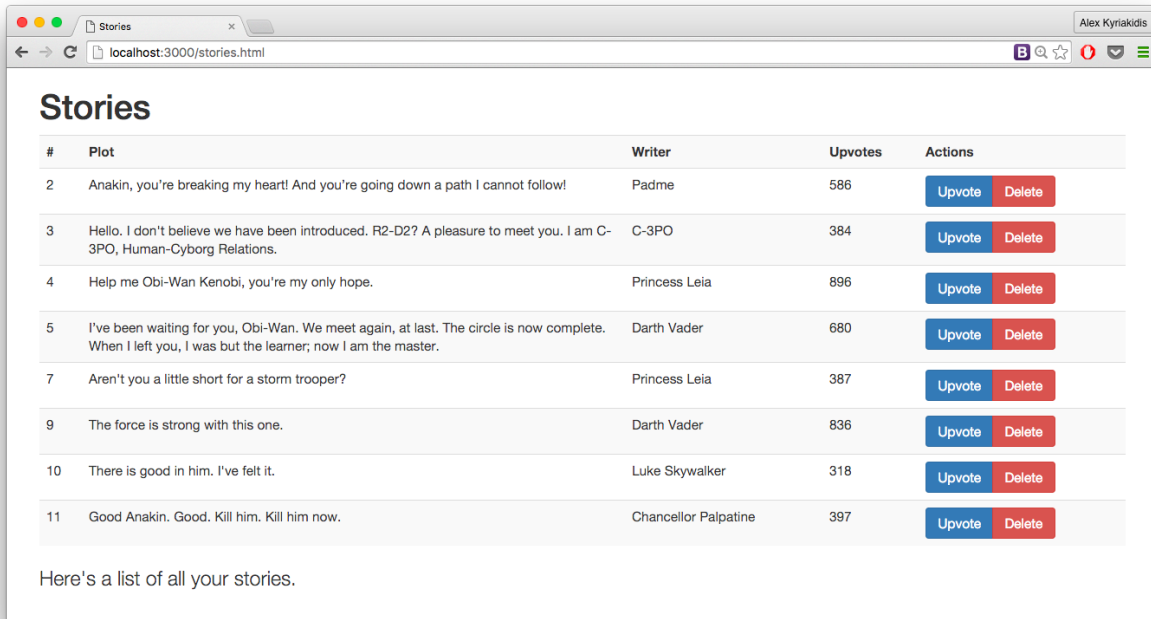 Stories
Alex Kyriakidis
localhost:3000/stories.html
B
Stories
# Plot Writer Upvotes Actions
2 Anakin, you’re breaking my heart! And you’re going down a path I cannot follow! Padme 586 Upvote Delete
3 Hello. I don't believe we have been introduced. R2-D2? A pleasure to meet you. I am C- C-3PO 384 Upvote Delete
3PO, Human-Cyborg Relations.
4 Help me Obi-Wan Kenobi, you're my only hope. Princess Leia 896 Upvote Delete
5 I’ve been waiting for you, Obi-Wan. We meet again, at last. The circle is now complete. Darth Vader 680 Upvote Delete
When I left you, I was but the learner; now I am the master.
7 Aren't you a little short for a storm trooper? Princess Leia 387 Upvote Delete
9 The force is strong with this one. Darth Vader 836 Upvote Delete
10 There is good in him. I've felt it. Luke Skywalker 318 Upvote Delete
11 Good Anakin. Good. Kill him. Kill him now. Chancellor Palpatine 397 Upvote Delete
Here's a list of all your stories.